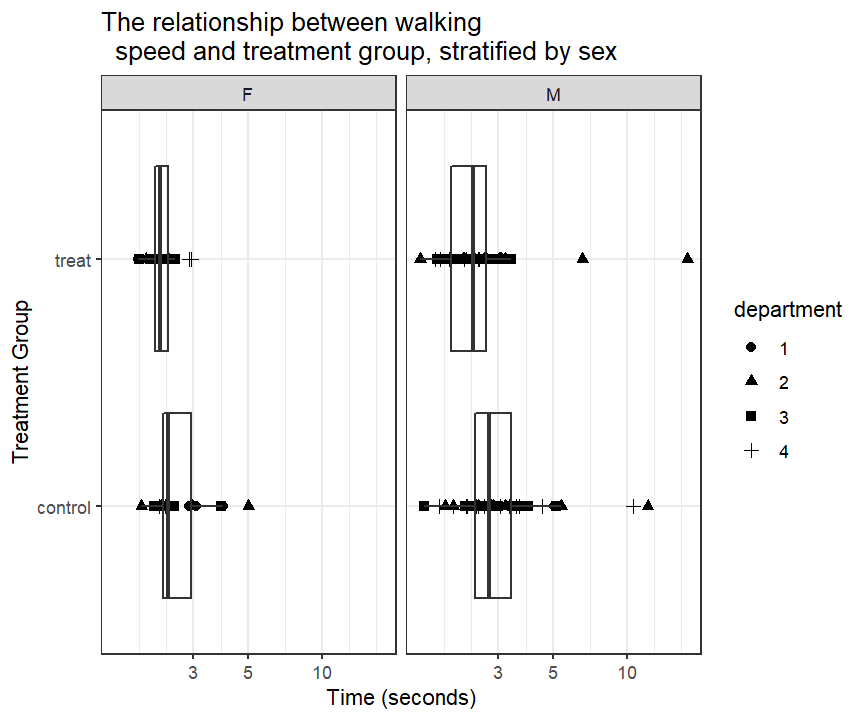 The relationship between walking
speed and treatment group, stratified by sex
F
M
treat
control
Treatment Group
3
5
10
3
5
10
Time (seconds)
department
1
2
3
4